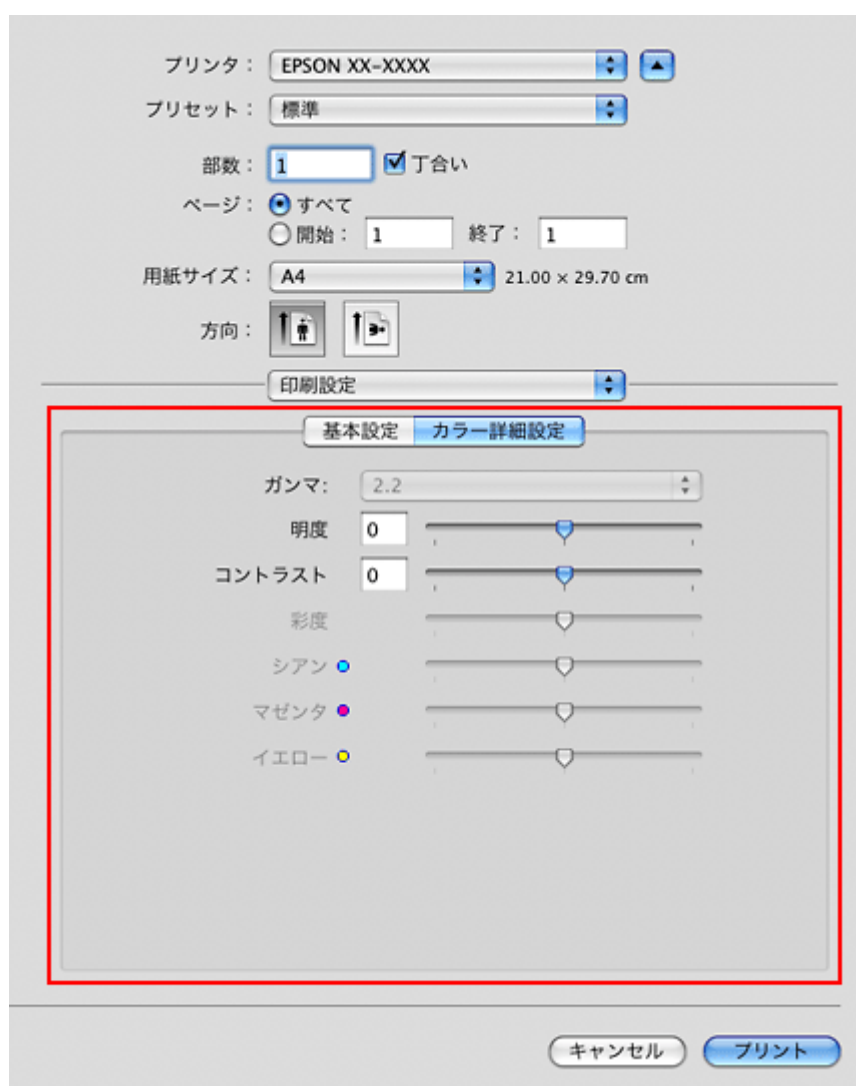 プリンタ： EPSON XX-XXXX
プリセット： 標準
部数： 1 丁合い
ページ： すべて
開始： 1 終了： 1
用紙サイズ： A4 21.00 × 29.70 cm
方向：
印刷設定
基本設定 カラー詳細設定
ガンマ: 2.2
明度 0
コントラスト 0
彩度
シアン
マゼンタ
イエロー
キャンセル プリント